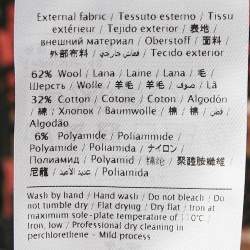 External fabric / Tessuto esterno / Tissu
extérieur / Tejido exterior / 表地 /
внешний материал / Oberstoff / 面料 /
外部布料 / قماش خارجي / Tecido exterior
62% Wool / Lana / Laine / Lana / 毛 /
Шерсть / Wolle / 羊毛 / 羊毛 / صوف / Lã
32% Cotton / Cotone / Coton / Algodón
/ 綿 / Хлопок / Baumwolle / 棉 / 棉 / قطن /
Algodão
6% Polyamide / Poliammide /
Polyamide / Poliamida / ナイロン /
Полиамид / Polyamid / 锦纶 / 聚醯胺纖維 /
尼龍 / Poliamida
Wash by hand / Hand wash / Do not bleach / Do
not tumble dry / Flat drying / Dry flat / Iron at
maximum sole-plate temperature of 110°C /
Iron, low / Professional dry cleaning in
perchlorethene - Mild process